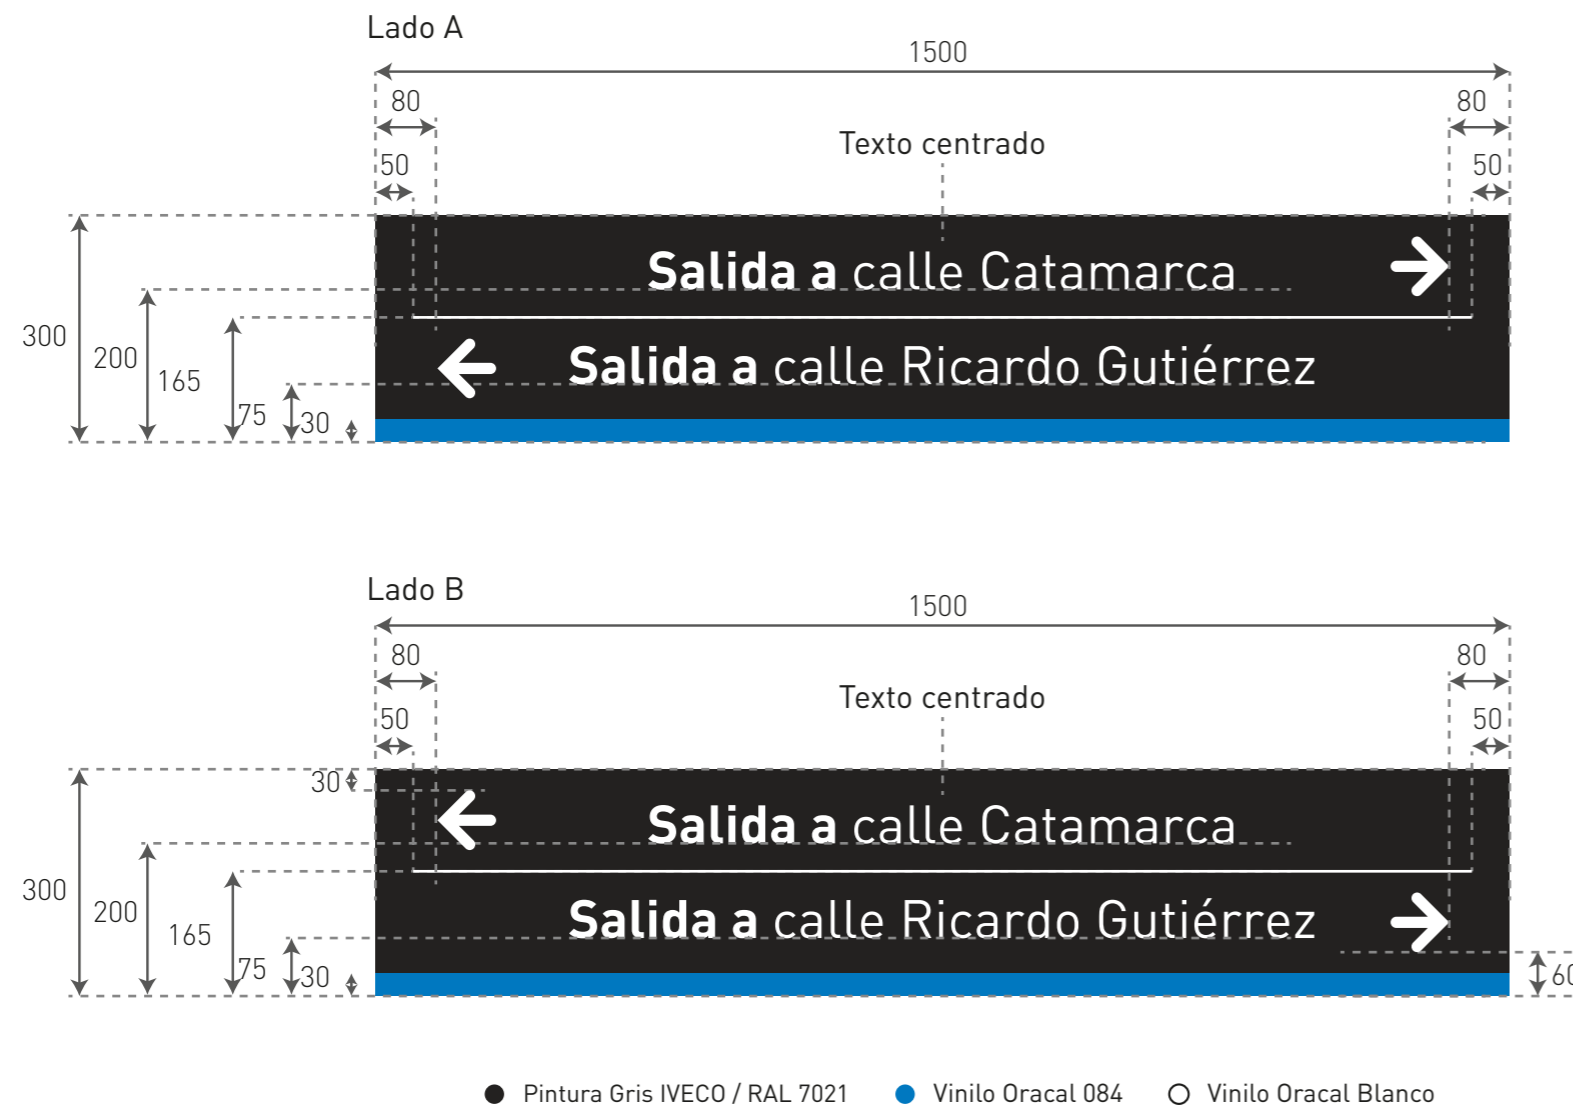 Lado A
1500
80
80
Texto centrado
50
50
Salida a calle Catamarca
300
200
165
Salida a calle Ricardo Gutiérrez
75
30
Lado B
1500
80
80
Texto centrado
50
50
30
Salida a calle Catamarca
300
200
165
Salida a calle Ricardo Gutiérrez
75
30
60
Pintura Gris IVECO / RAL 7021
Vinilo Oracal 084
Vinilo Oracal Blanco